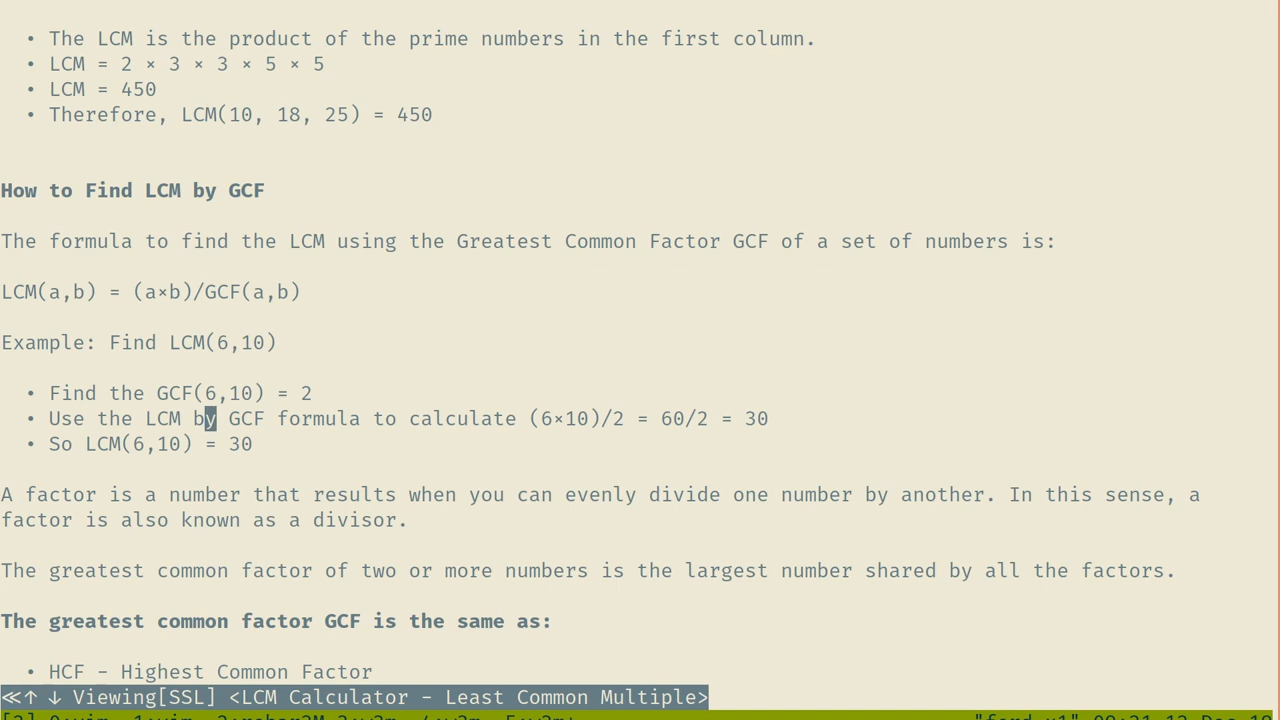 • The LCM is the product of the prime numbers in the first column.
• LCM = 2 × 3 × 3 × 5 × 5
• LCM = 450
• Therefore, LCM(10, 18, 25) = 450
How to Find LCM by GCF
The formula to find the LCM using the Greatest Common Factor GCF of a set of numbers is:
LCM(a,b) = (a×b)/GCF(a,b)
Example: Find LCM(6,10)
• Find the GCF(6,10) = 2
• Use the LCM by GCF formula to calculate (6×10)/2 = 60/2 = 30
• So LCM(6,10) = 30
A factor is a number that results when you can evenly divide one number by another. In this sense, a
factor is also known as a divisor.
The greatest common factor of two or more numbers is the largest number shared by all the factors.
The greatest common factor GCF is the same as:
• HCF - Highest Common Factor
≪↑ ↓ Viewing[SSL] <LCM Calculator - Least Common Multiple>